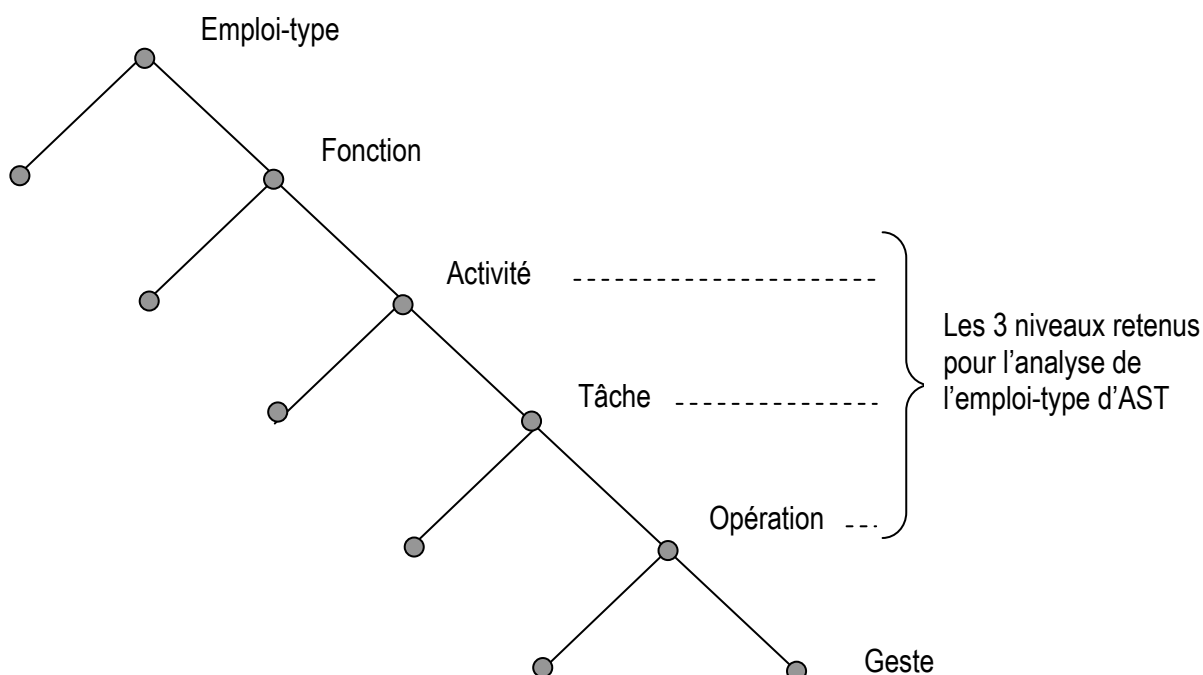 Emploi-type
Fonction
Activité
Les 3 niveaux retenus
pour l’analyse de
l’emploi-type d’AST
Tâche
Opération
Geste